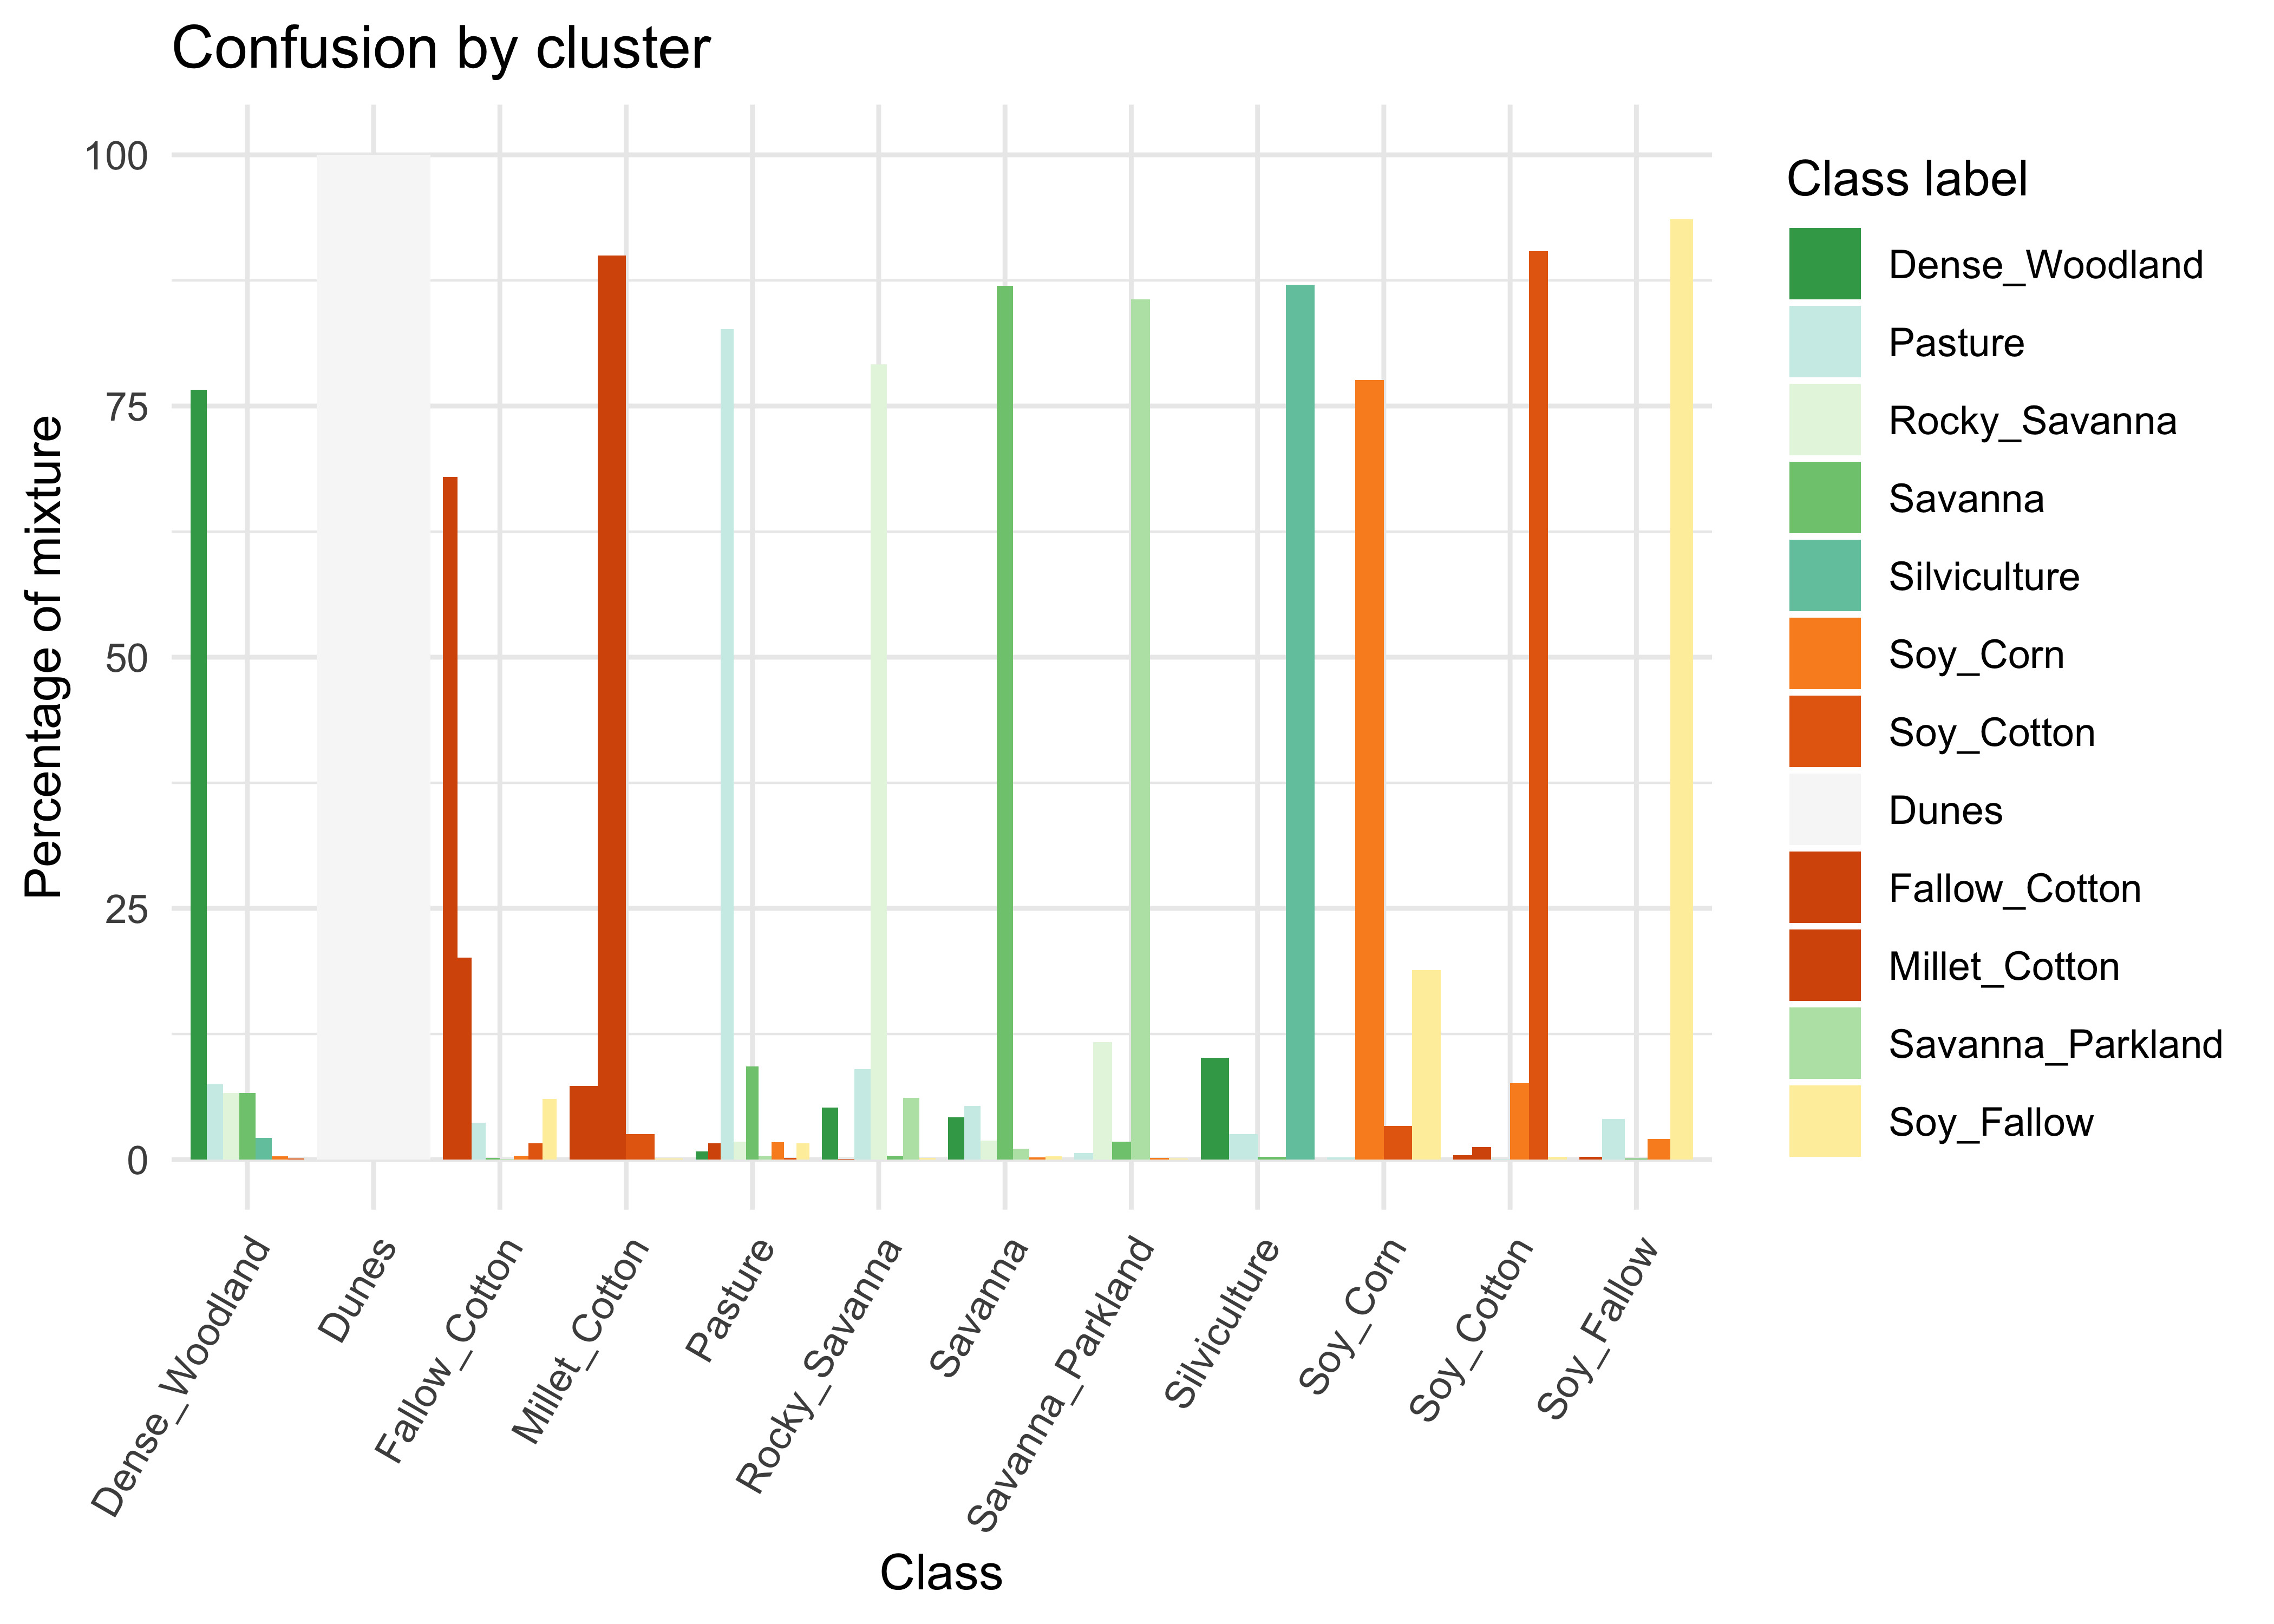 Confusion by cluster
Percentage of mixture
100
75
50
25
0
Dense_Woodland
Dunes
Fallow_Cotton
Millet_Cotton
Pasture
Rocky_Savanna
Savanna
Savanna_Parkland
Silviculture
Soy_Corn
Soy_Cotton
Soy_Fallow
Class
Class label
Dense_Woodland
Pasture
Rocky_Savanna
Savanna
Silviculture
Soy_Corn
Soy_Cotton
Dunes
Fallow_Cotton
Millet_Cotton
Savanna_Parkland
Soy_Fallow